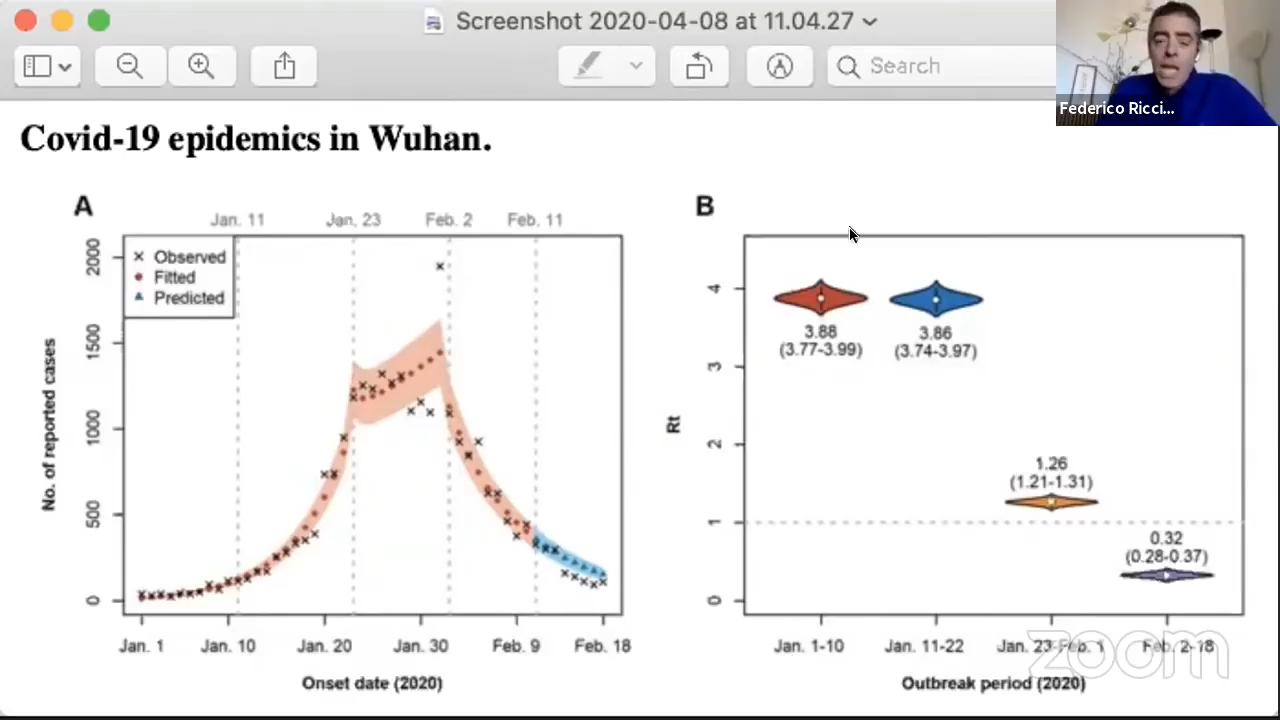 Screenshot 2020-04-08 at 11.04.27
Search
Federico Ricci...
Covid-19 epidemics in Wuhan.
A
Jan. 11
Jan. 23
Feb. 2
Feb. 11
Observed
Fitted
Predicted
No. of reported cases
2000
1500
1000
500
0
Jan. 1
Jan. 10
Jan. 20
Jan. 30
Feb. 9
Feb. 18
Onset date (2020)
B
Rt
4
3
2
1
0
3.88
(3.77-3.99)
3.86
(3.74-3.97)
1.26
(1.21-1.31)
0.32
(0.28-0.37)
Jan. 1-10
Jan. 11-22
Jan. 23-Feb. 1
Feb. 2-18
Outbreak period (2020)
zoom